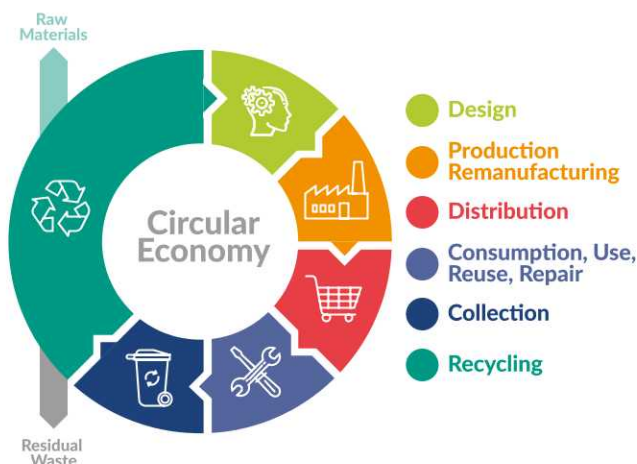 Raw
Materials
Circular
Economy
Residual
Waste
Design
Production
Remanufacturing
Distribution
Consumption, Use,
Reuse, Repair
Collection
Recycling